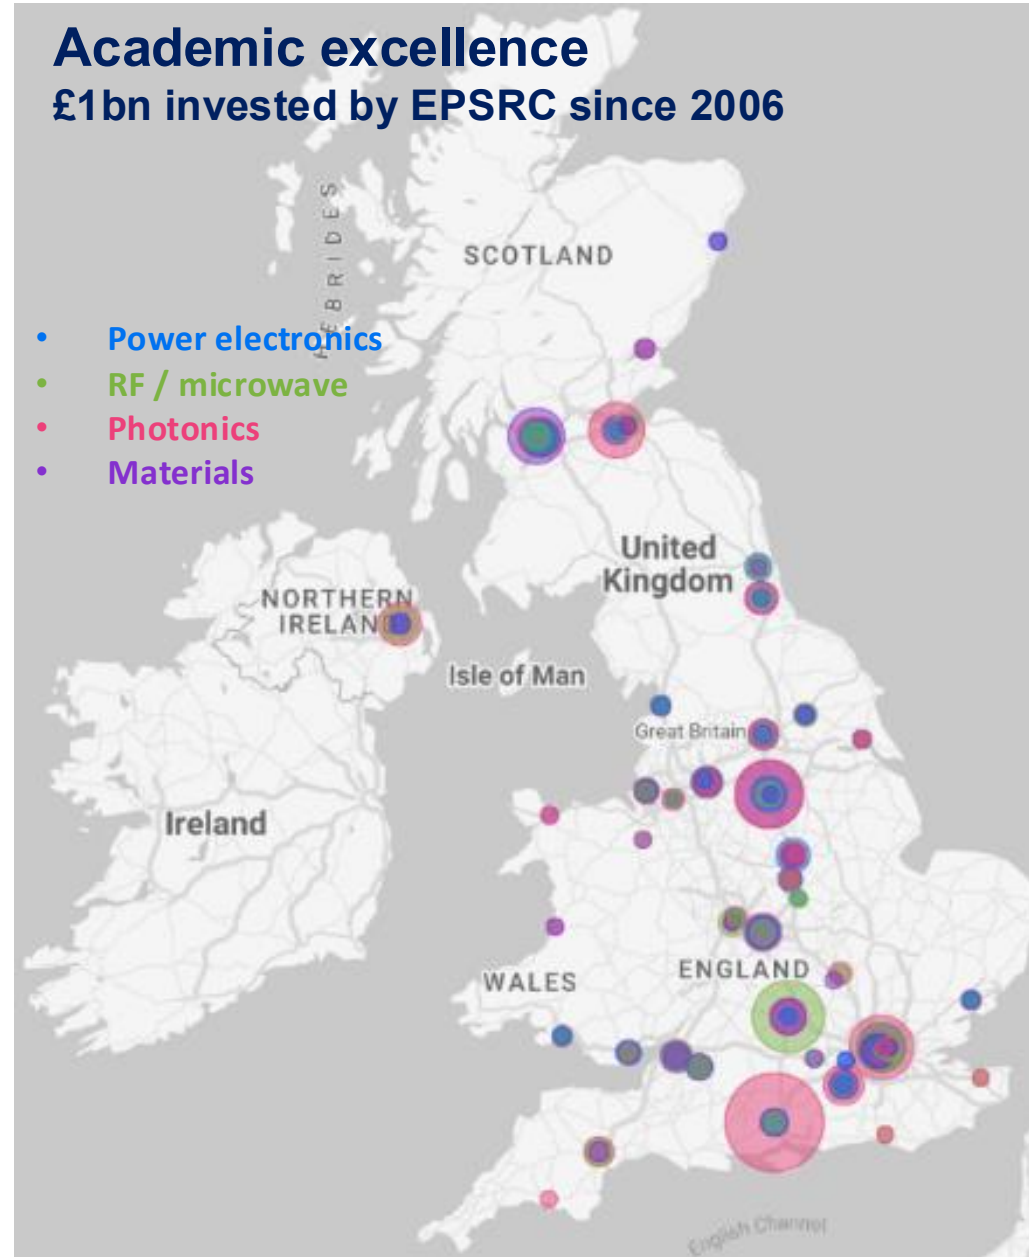 Academic excellence
£1bn invested by EPSRC since 2006
HEBRIDES
SCOTLAND
• Power electronics
• RF / microwave
• Photonics
• Materials
United
Kingdom
NORTHERN
IRELAND
Isle of Man
Great Britain
Ireland
WALES
ENGLAND
English Channel